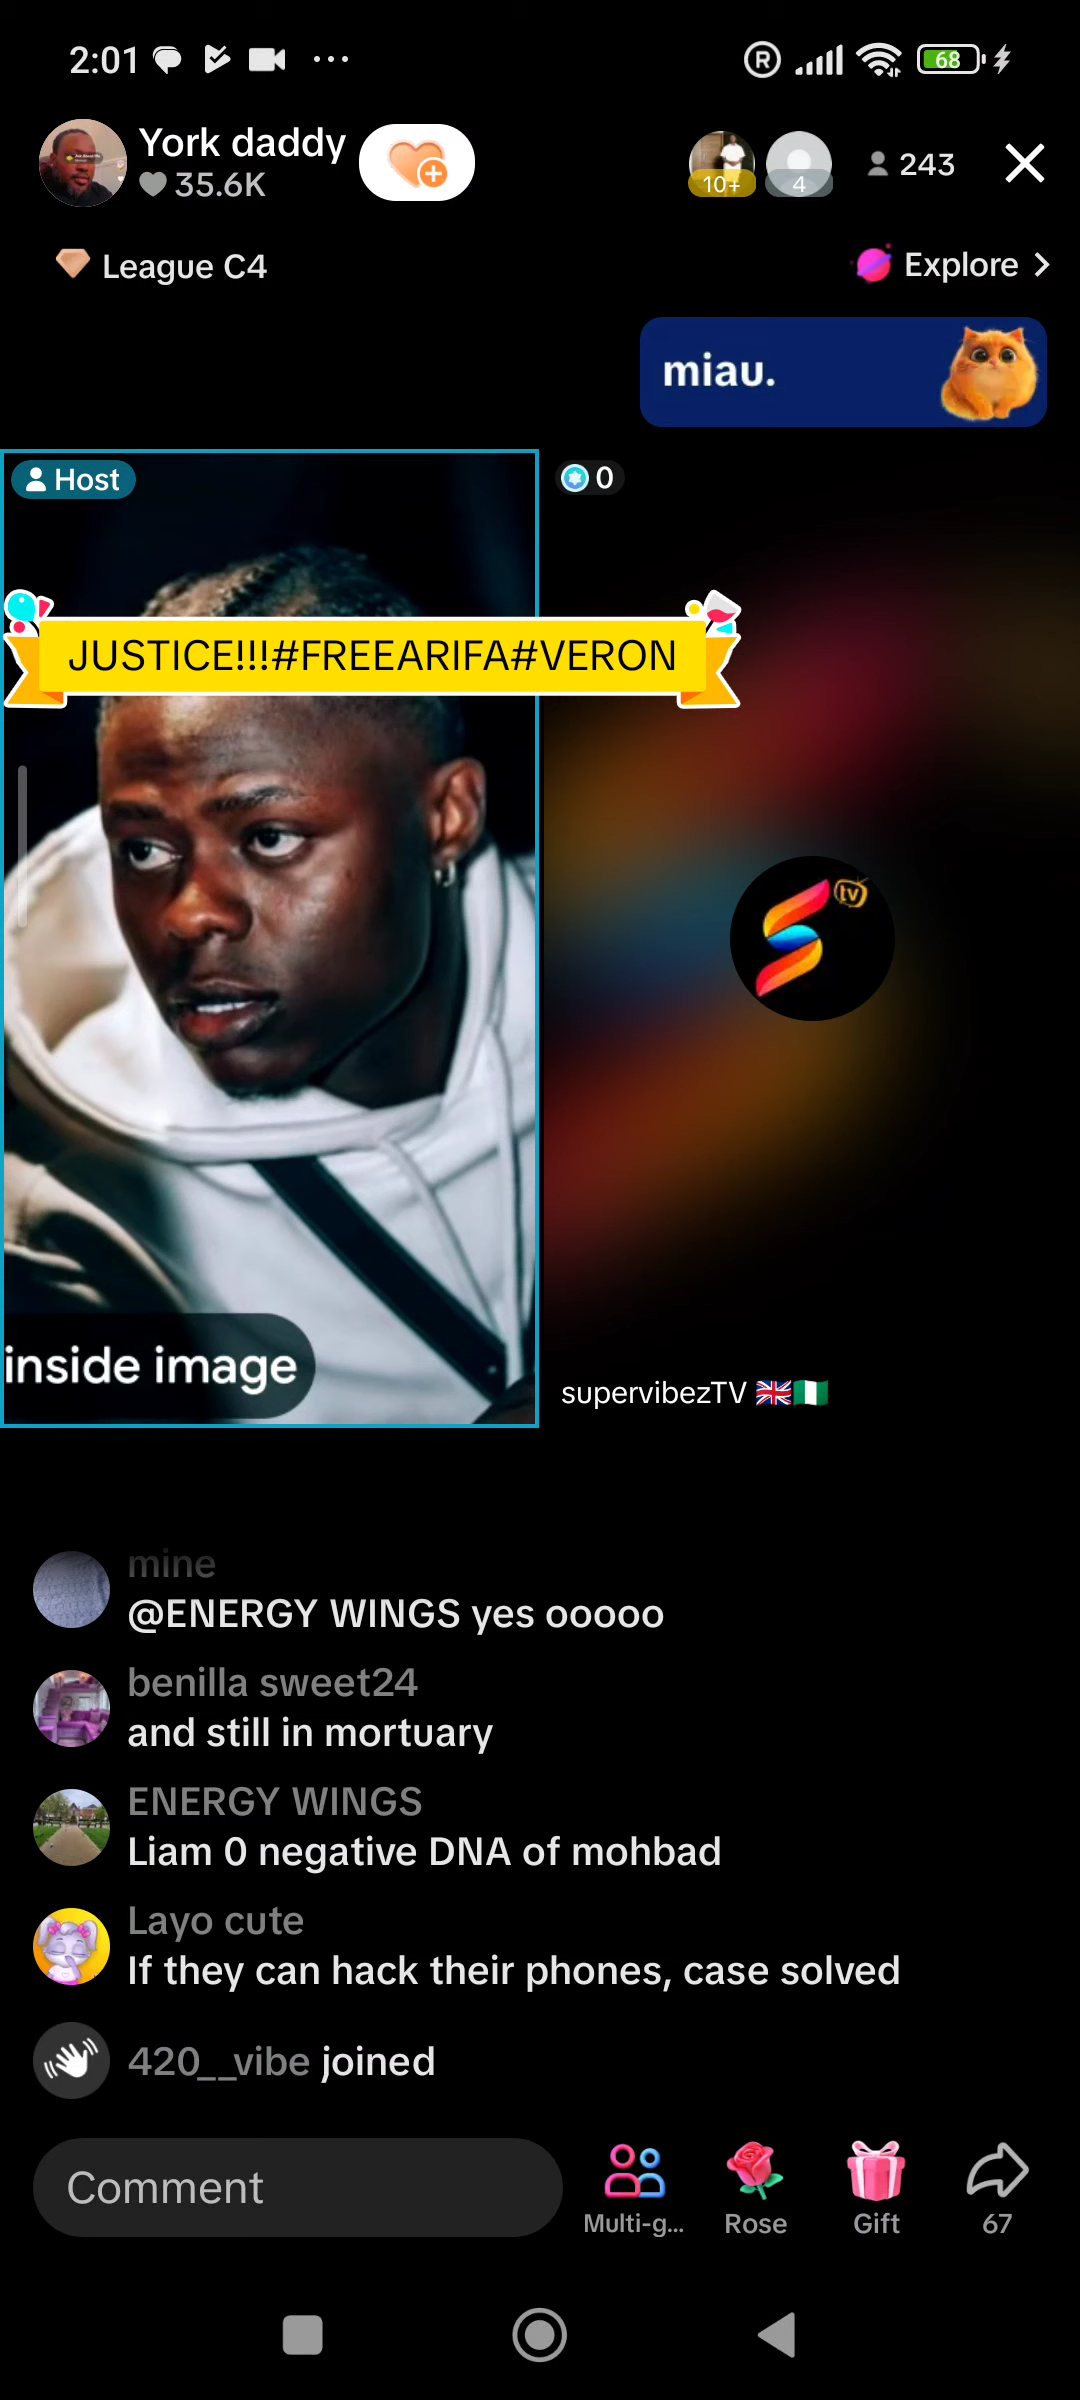 2:01
R
68
York daddy
35.6K
10+
4
243
League C4
Explore
miau.
Host
0
JUSTICE!!!#FREEARIFA#VERON
tv
inside image
supervibezTV 🇬🇧🇳🇬
mine
@ENERGY WINGS yes ooooo
benilla sweet24
and still in mortuary
ENERGY WINGS
Liam 0 negative DNA of mohbad
Layo cute
If they can hack their phones, case solved
420__vibe joined
Comment
Multi-g...
Rose
Gift
67